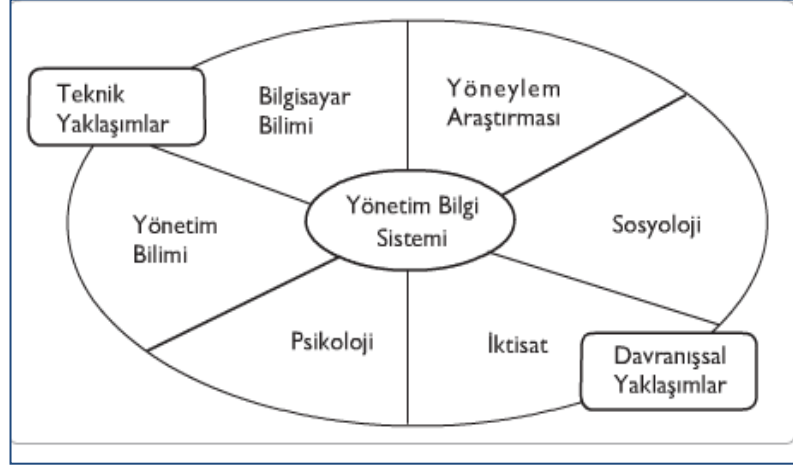 Teknik
Yaklaşımlar
Bilgisayar
Bilimi
Yöneylem
Araştırması
Yönetim
Bilimi
Yönetim Bilgi
Sistemi
Sosyoloji
Psikoloji
İktisat
Davranışsal
Yaklaşımlar